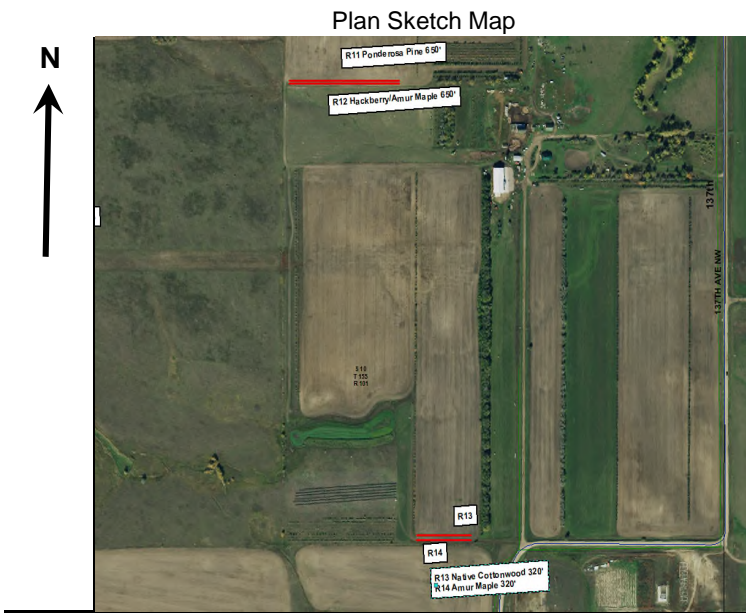 Plan Sketch Map
N
R11 Ponderosa Pine 650'
R12 Hackberry/Amur Maple 650'
137th
137TH AVE NW
S 10
T 155
R 101
R13
R14
R13 Native Cottonwood 320'
R14 Amur Maple 320'